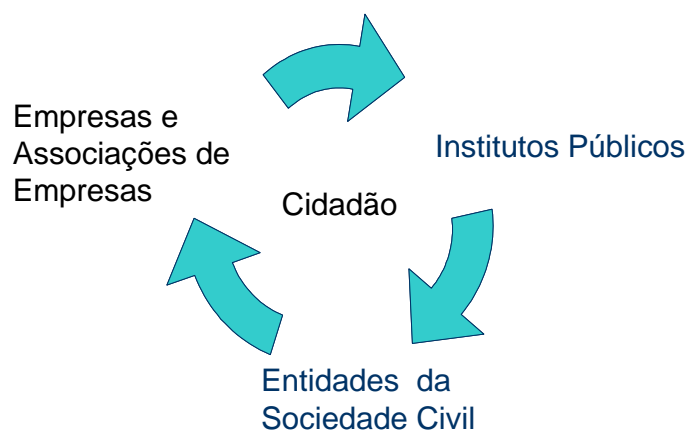 Empresas e
Associações de
Empresas
Institutos Públicos
Cidadão
Entidades da
Sociedade Civil